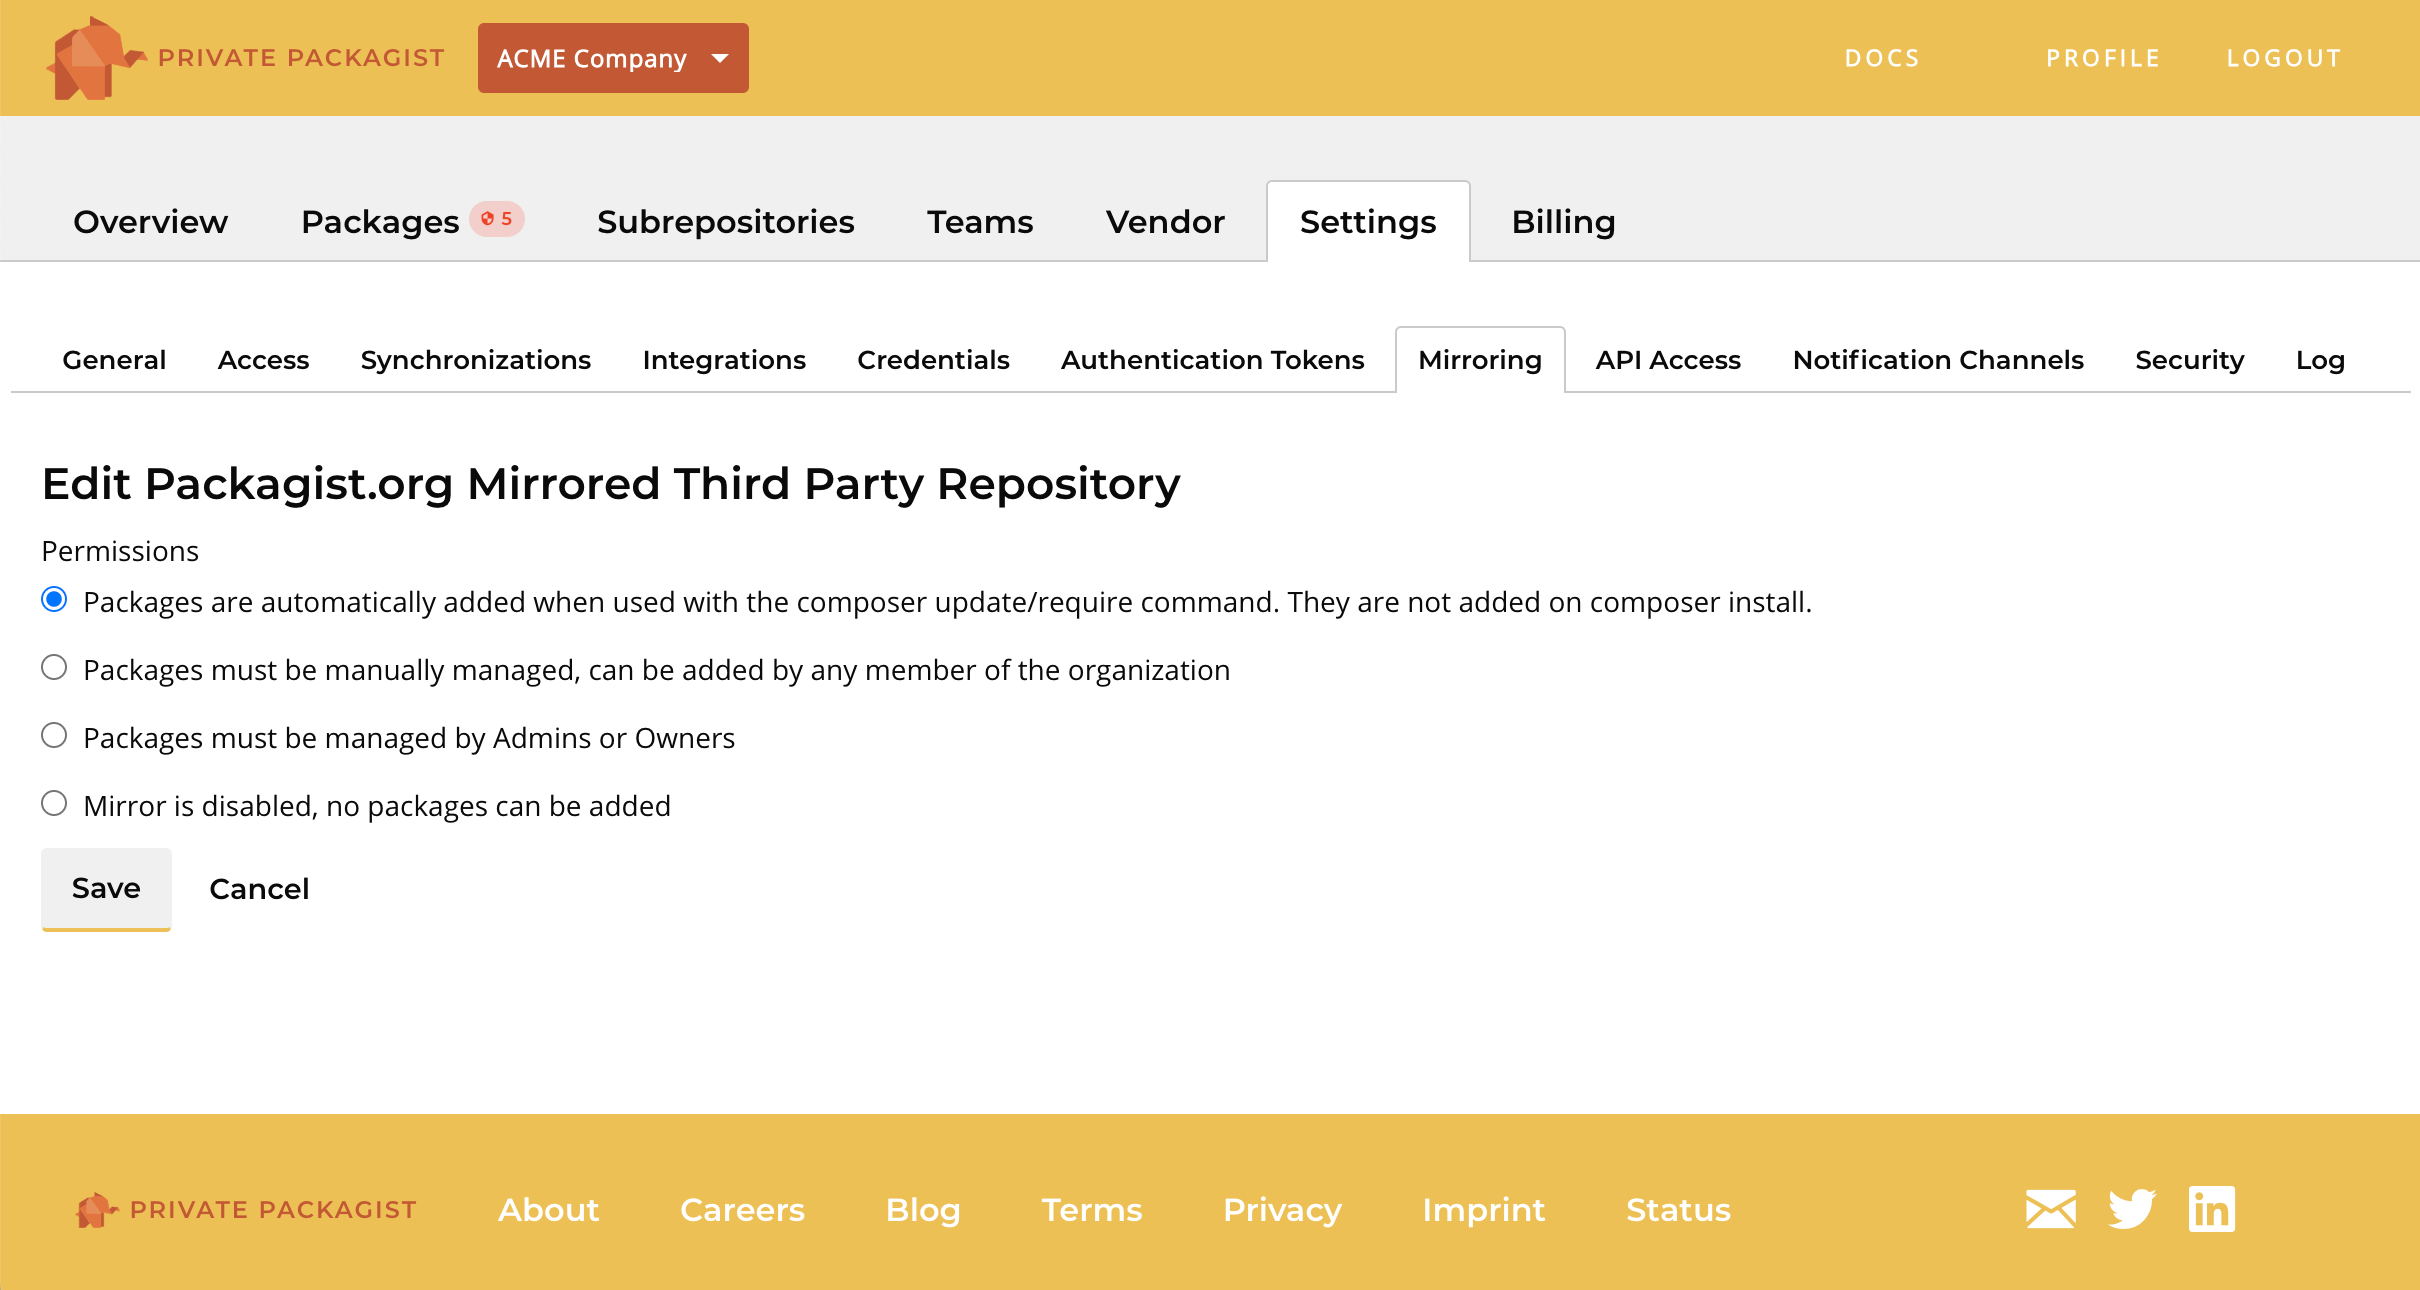 PRIVATE PACKAGIST
ACME Company
DOCS PROFILE LOGOUT
Overview Packages 5 Subrepositories Teams Vendor Settings Billing
General Access Synchronizations Integrations Credentials Authentication Tokens Mirroring API Access Notification Channels Security Log
Edit Packagist.org Mirrored Third Party Repository
Permissions
Packages are automatically added when used with the composer update/require command. They are not added on composer install.
Packages must be manually managed, can be added by any member of the organization
Packages must be managed by Admins or Owners
Mirror is disabled, no packages can be added
Save Cancel
PRIVATE PACKAGIST About Careers Blog Terms Privacy Imprint Status in